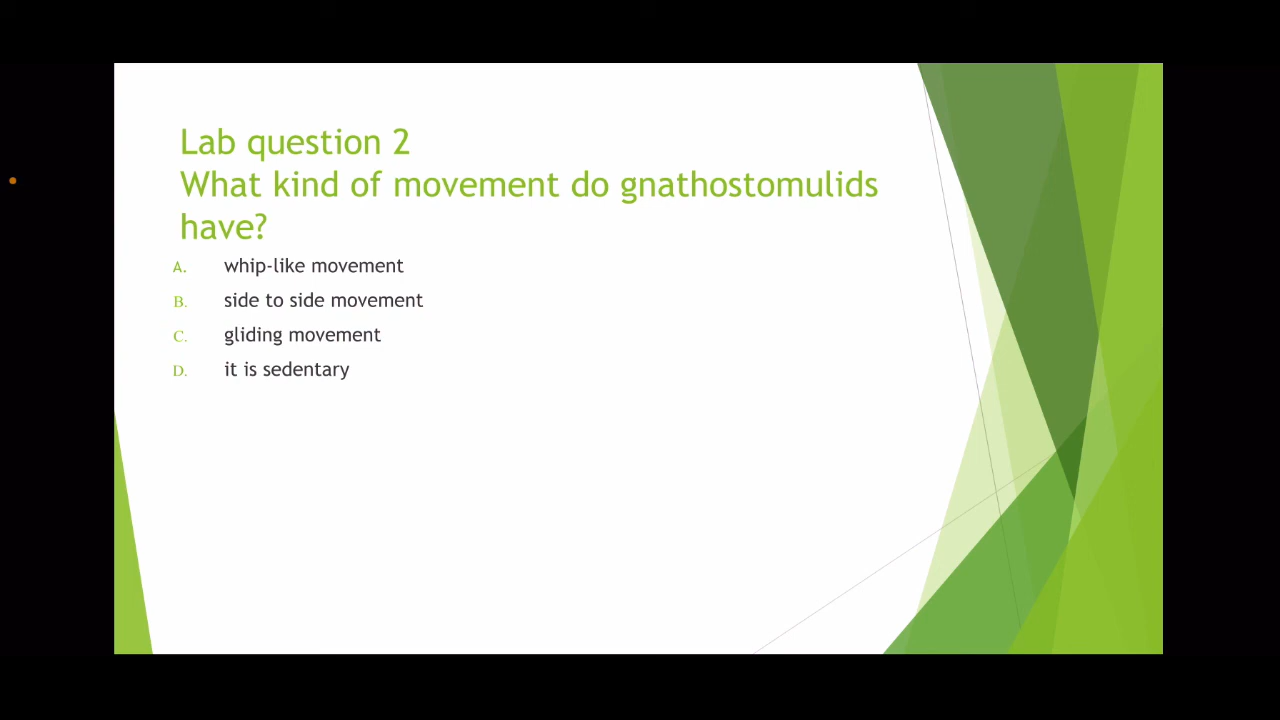 Lab question 2
What kind of movement do gnathostomulids
have?
A. whip-like movement
B. side to side movement
C. gliding movement
D. it is sedentary